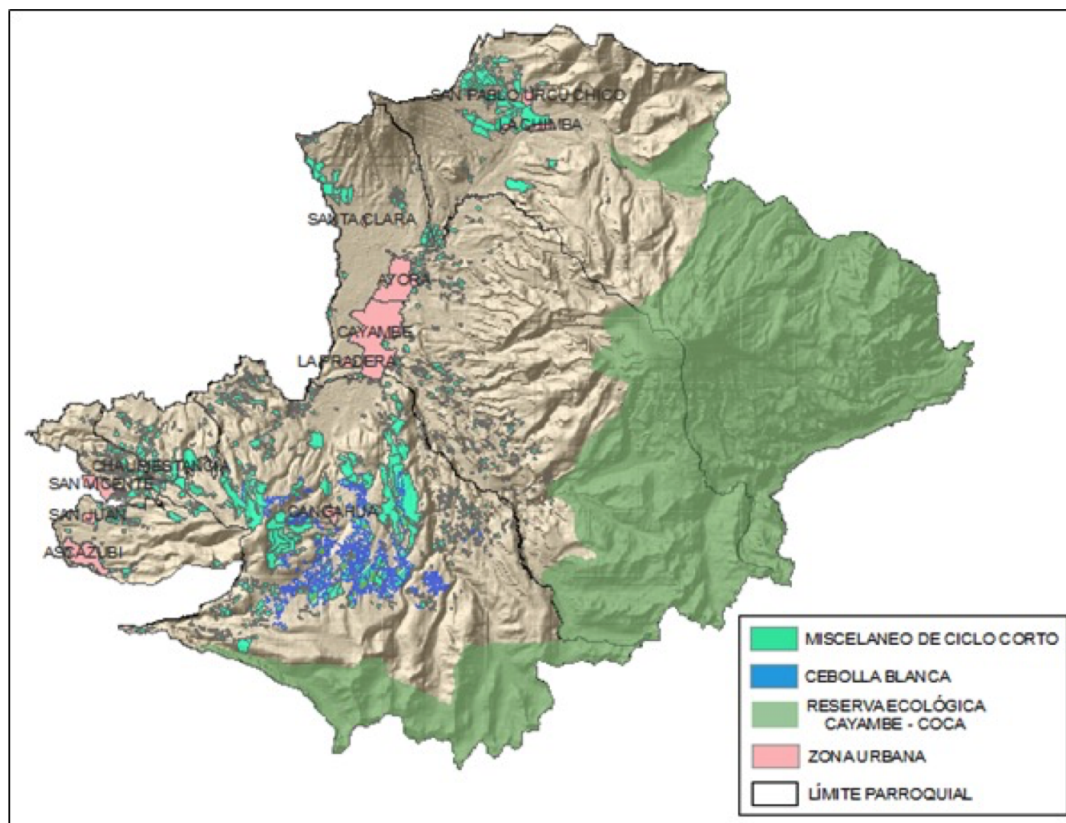 SAN PABLO URCU CHICO
LA CHIMBA
SANTA CLARA
AYORA
CAYAMBE
LA PRADERA
CHAUPIESTANCIA
SAN VICENTE
CANGAHUA
SAN JUAN
ASCAZUBI
MISCELANEO DE CICLO CORTO
CEBOLLA BLANCA
RESERVA ECOLÓGICA
CAYAMBE - COCA
ZONA URBANA
LÍMITE PARROQUIAL